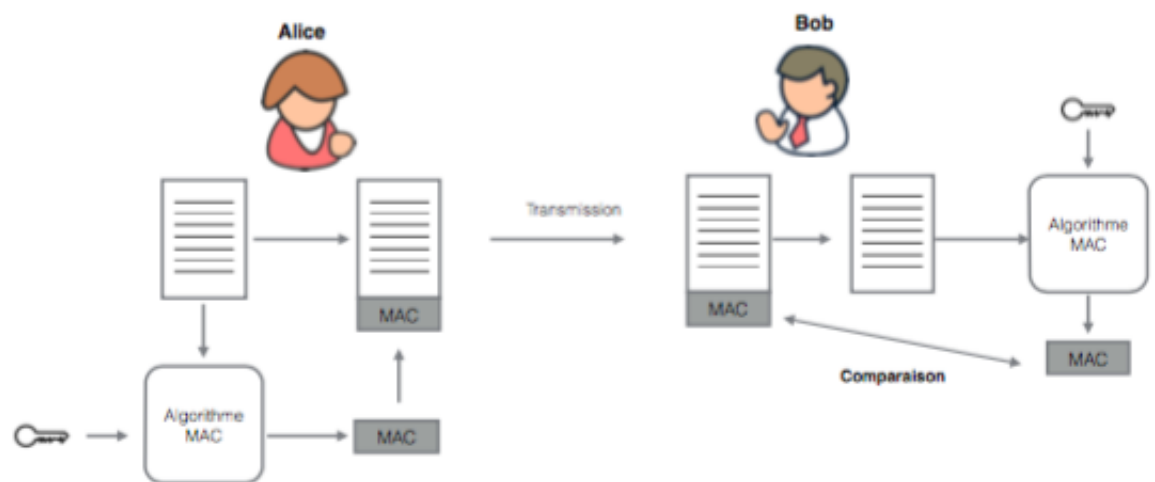 Alice
Bob
Transmission
Algorithme
MAC
MAC
MAC
MAC
Comparaison
Algorithme
MAC
MAC